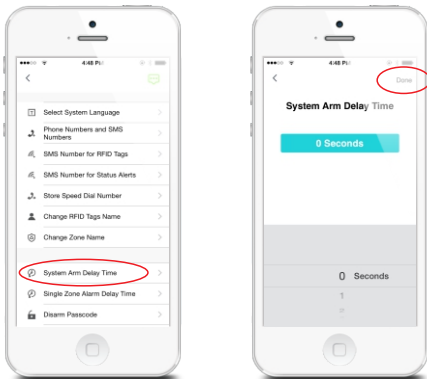 4:48 PM
Select System Language
Phone Numbers and SMS
Numbers
SMS Number for RFID Tags
SMS Number for Status Alerts
Store Speed Dial Number
Change RFID Tags Name
Change Zone Name
System Arm Delay Time
Single Zone Alarm Delay Time
Disarm Passcode
4:48 PM
Done
System Arm Delay Time
0 Seconds
0 Seconds
1